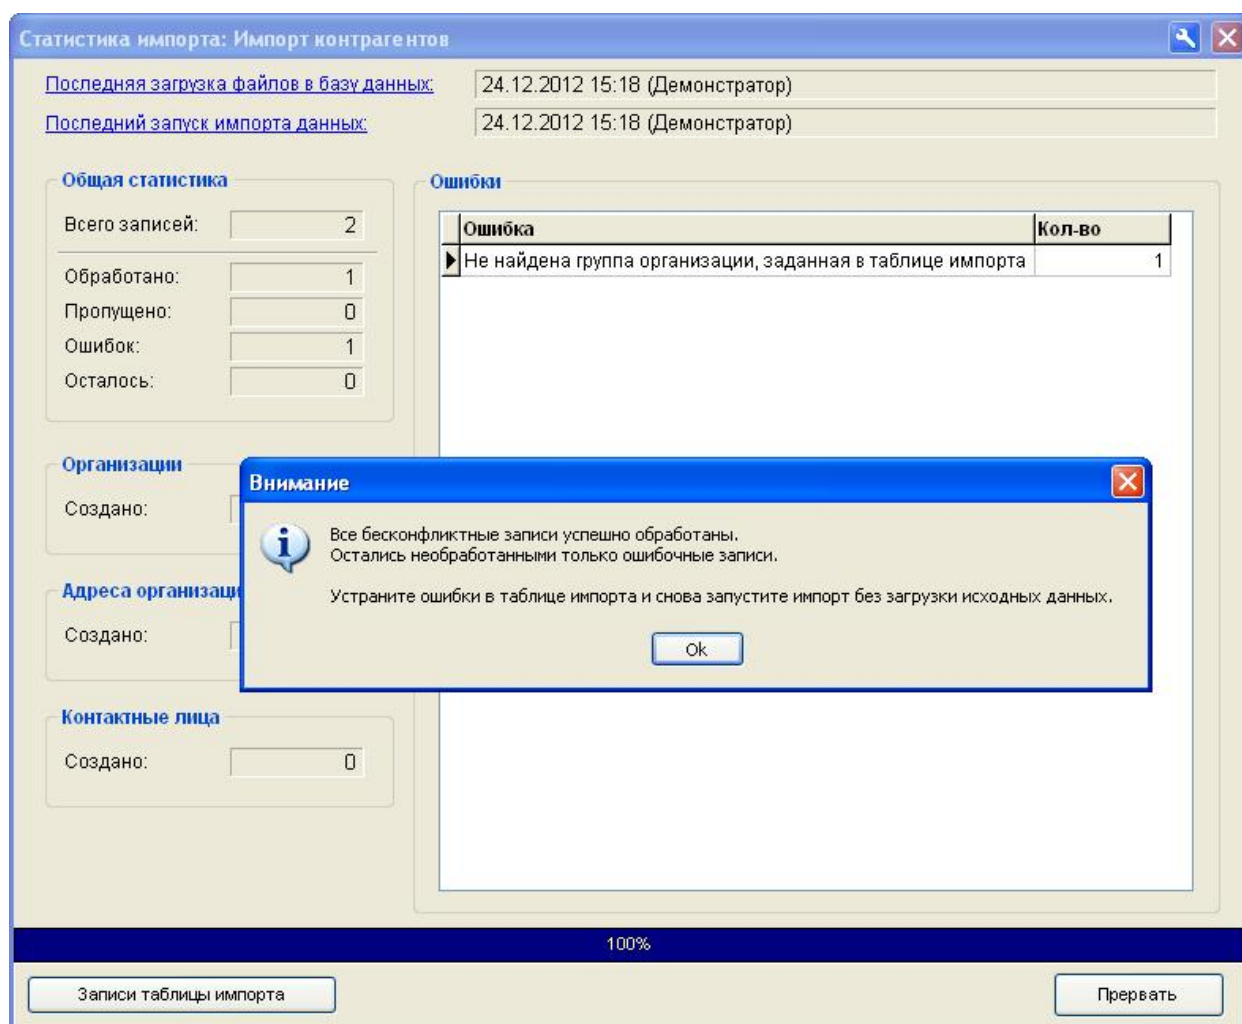 Статистика импорта: Импорт контрагентов
Последняя загрузка файлов в базу данных: 24.12.2012 15:18 (Демонстратор)
Последний запуск импорта данных: 24.12.2012 15:18 (Демонстратор)
Общая статистика
Всего записей: 2
Обработано: 1
Пропущено: 0
Ошибок: 1
Осталось: 0
Ошибки
Ошибка Кол-во
Не найдена группа организации, заданная в таблице импорта 1
Организации
Создано:
Адреса организаци
Создано:
Контактные лица
Создано: 0
Внимание
Все бесконфликтные записи успешно обработаны.
Остались необработанными только ошибочные записи.
Устраните ошибки в таблице импорта и снова запустите импорт без загрузки исходных данных.
Ok
100%
Записи таблицы импорта
Прервать